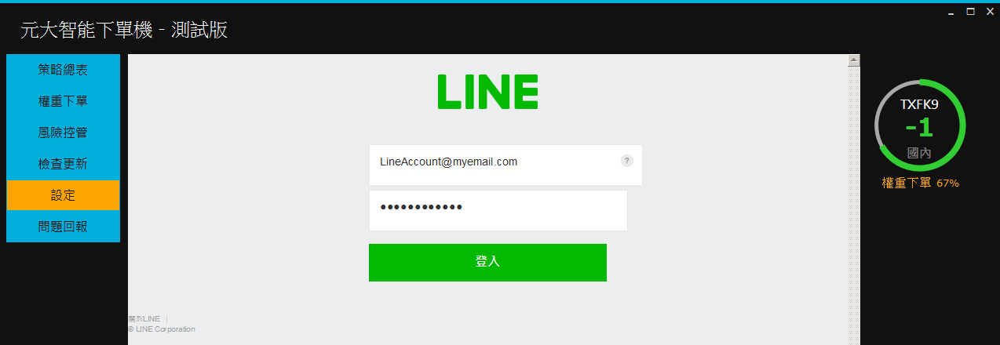 元大智能下單機 - 測試版
策略總表
權重下單
風險控管
檢查更新
設定
問題回報
LINE
LineAccount@myemail.com
?
●●●●●●●●●●●●
登入
關於LINE |
© LINE Corporation
TXFK9
-1
國內
權重下單 67%